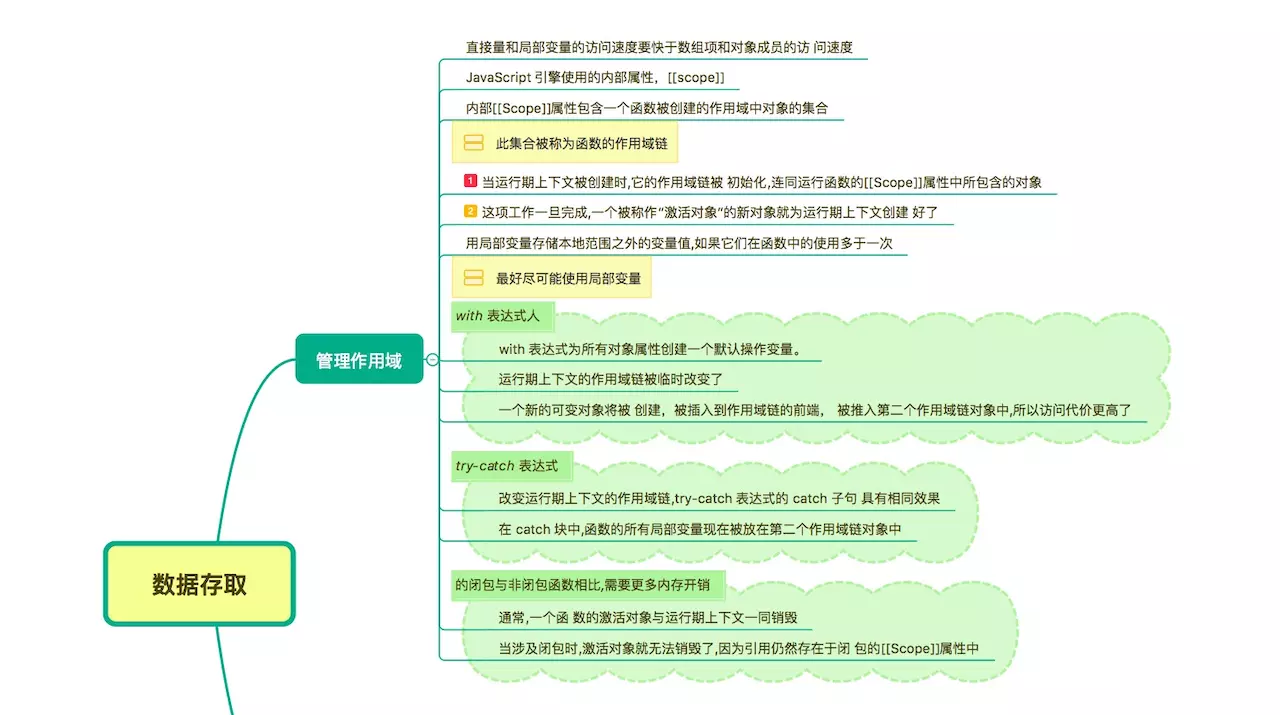 直接量和局部变量的访问速度要快于数组项和对象成员的访 问速度
JavaScript 引擎使用的内部属性，[[scope]]
内部[[Scope]]属性包含一个函数被创建的作用域中对象的集合
此集合被称为函数的作用域链
1 当运行期上下文被创建时,它的作用域链被 初始化,连同运行函数的[[Scope]]属性中所包含的对象
2 这项工作一旦完成,一个被称作“激活对象“的新对象就为运行期上下文创建 好了
用局部变量存储本地范围之外的变量值,如果它们在函数中的使用多于一次
最好尽可能使用局部变量
with 表达式人
with 表达式为所有对象属性创建一个默认操作变量。
管理作用域
运行期上下文的作用域链被临时改变了
一个新的可变对象将被 创建，被插入到作用域链的前端， 被推入第二个作用域链对象中,所以访问代价更高了
try-catch 表达式
改变运行期上下文的作用域链,try-catch 表达式的 catch 子句 具有相同效果
在 catch 块中,函数的所有局部变量现在被放在第二个作用域链对象中
数据存取
的闭包与非闭包函数相比,需要更多内存开销
通常,一个函 数的激活对象与运行期上下文一同销毁
当涉及闭包时,激活对象就无法销毁了,因为引用仍然存在于闭 包的[[Scope]]属性中